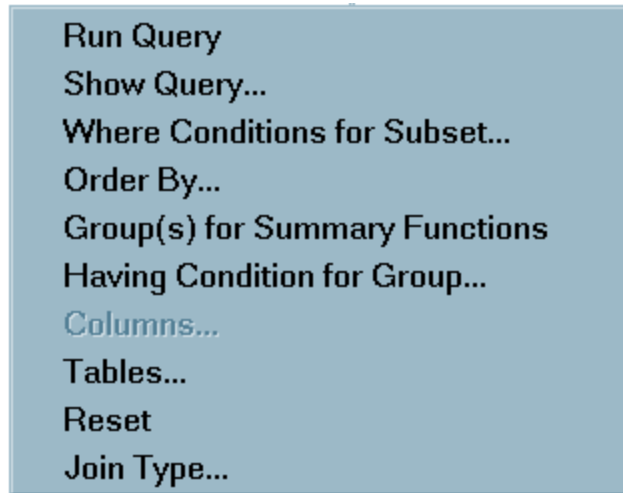 Run Query
Show Query...
Where Conditions for Subset...
Order By...
Group(s) for Summary Functions
Having Condition for Group...
Columns...
Tables...
Reset
Join Type...